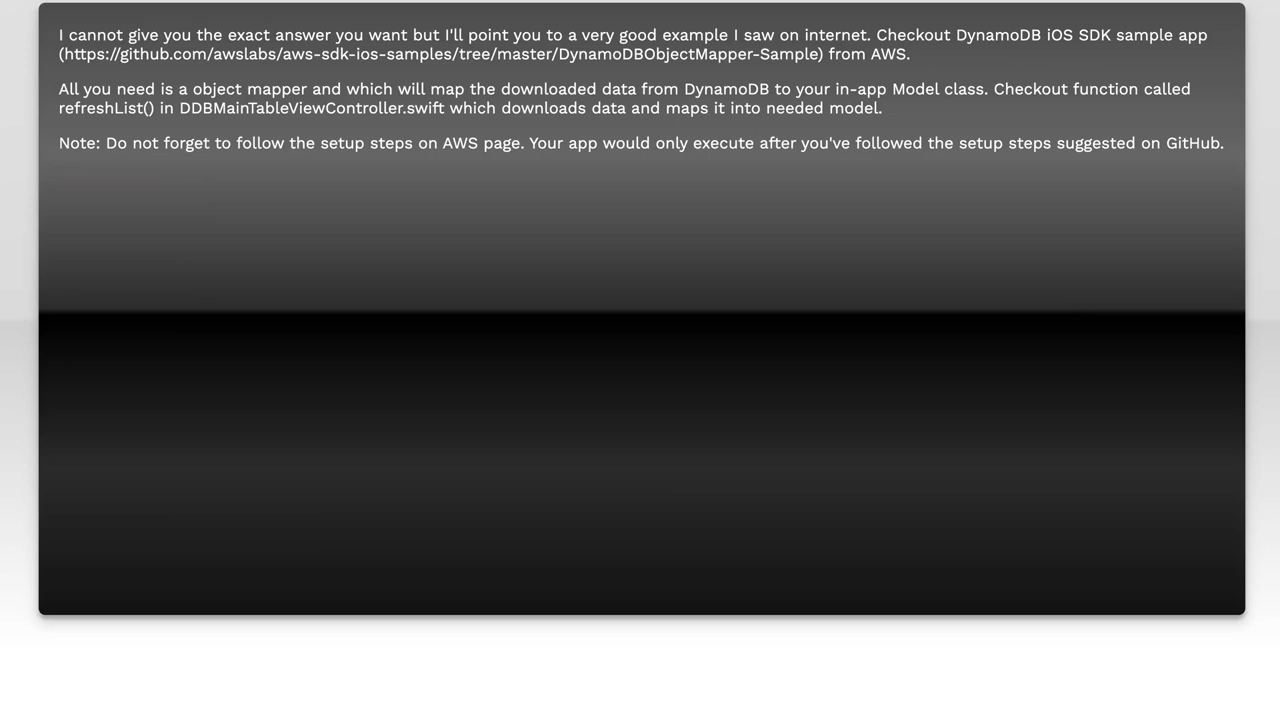 I cannot give you the exact answer you want but I'll point you to a very good example I saw on internet. Checkout DynamoDB iOS SDK sample app
(https://github.com/awslabs/aws-sdk-ios-samples/tree/master/DynamoDBObjectMapper-Sample) from AWS.
All you need is a object mapper and which will map the downloaded data from DynamoDB to your in-app Model class. Checkout function called
refreshList() in DDBMainTableViewController.swift which downloads data and maps it into needed model.
Note: Do not forget to follow the setup steps on AWS page. Your app would only execute after you've followed the setup steps suggested on GitHub.